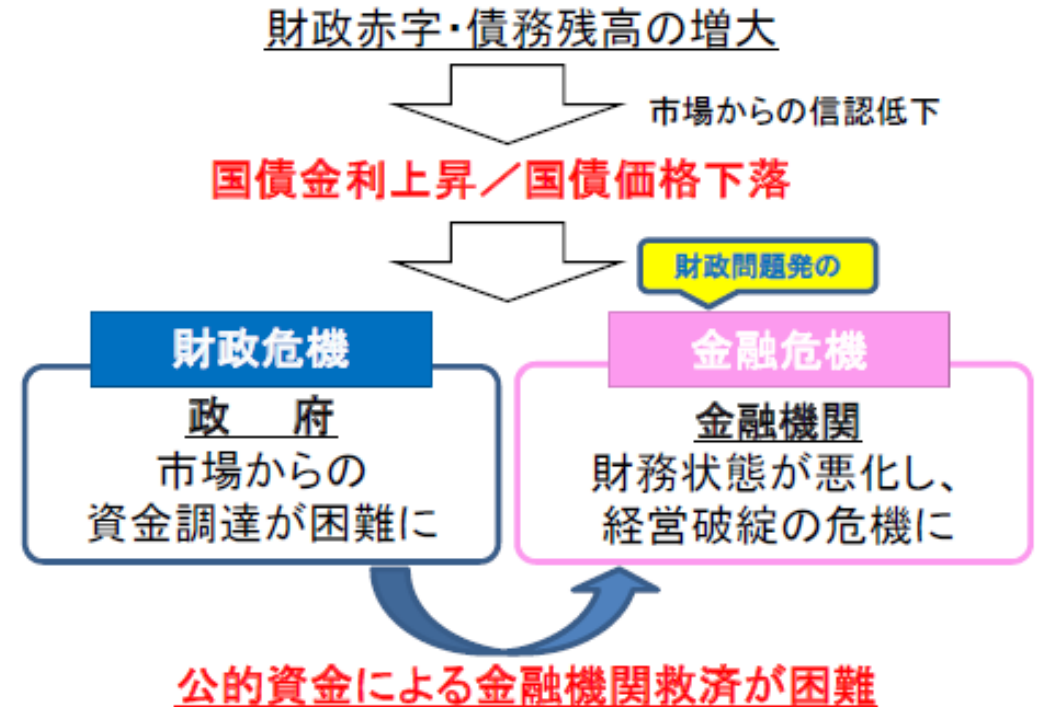 財政赤字・債務残高の増大
市場からの信認低下
国債金利上昇／国債価格下落
財政問題発の
財政危機
政　府
市場からの
資金調達が困難に
金融危機
金融機関
財務状態が悪化し、
経営破綻の危機に
公的資金による金融機関救済が困難